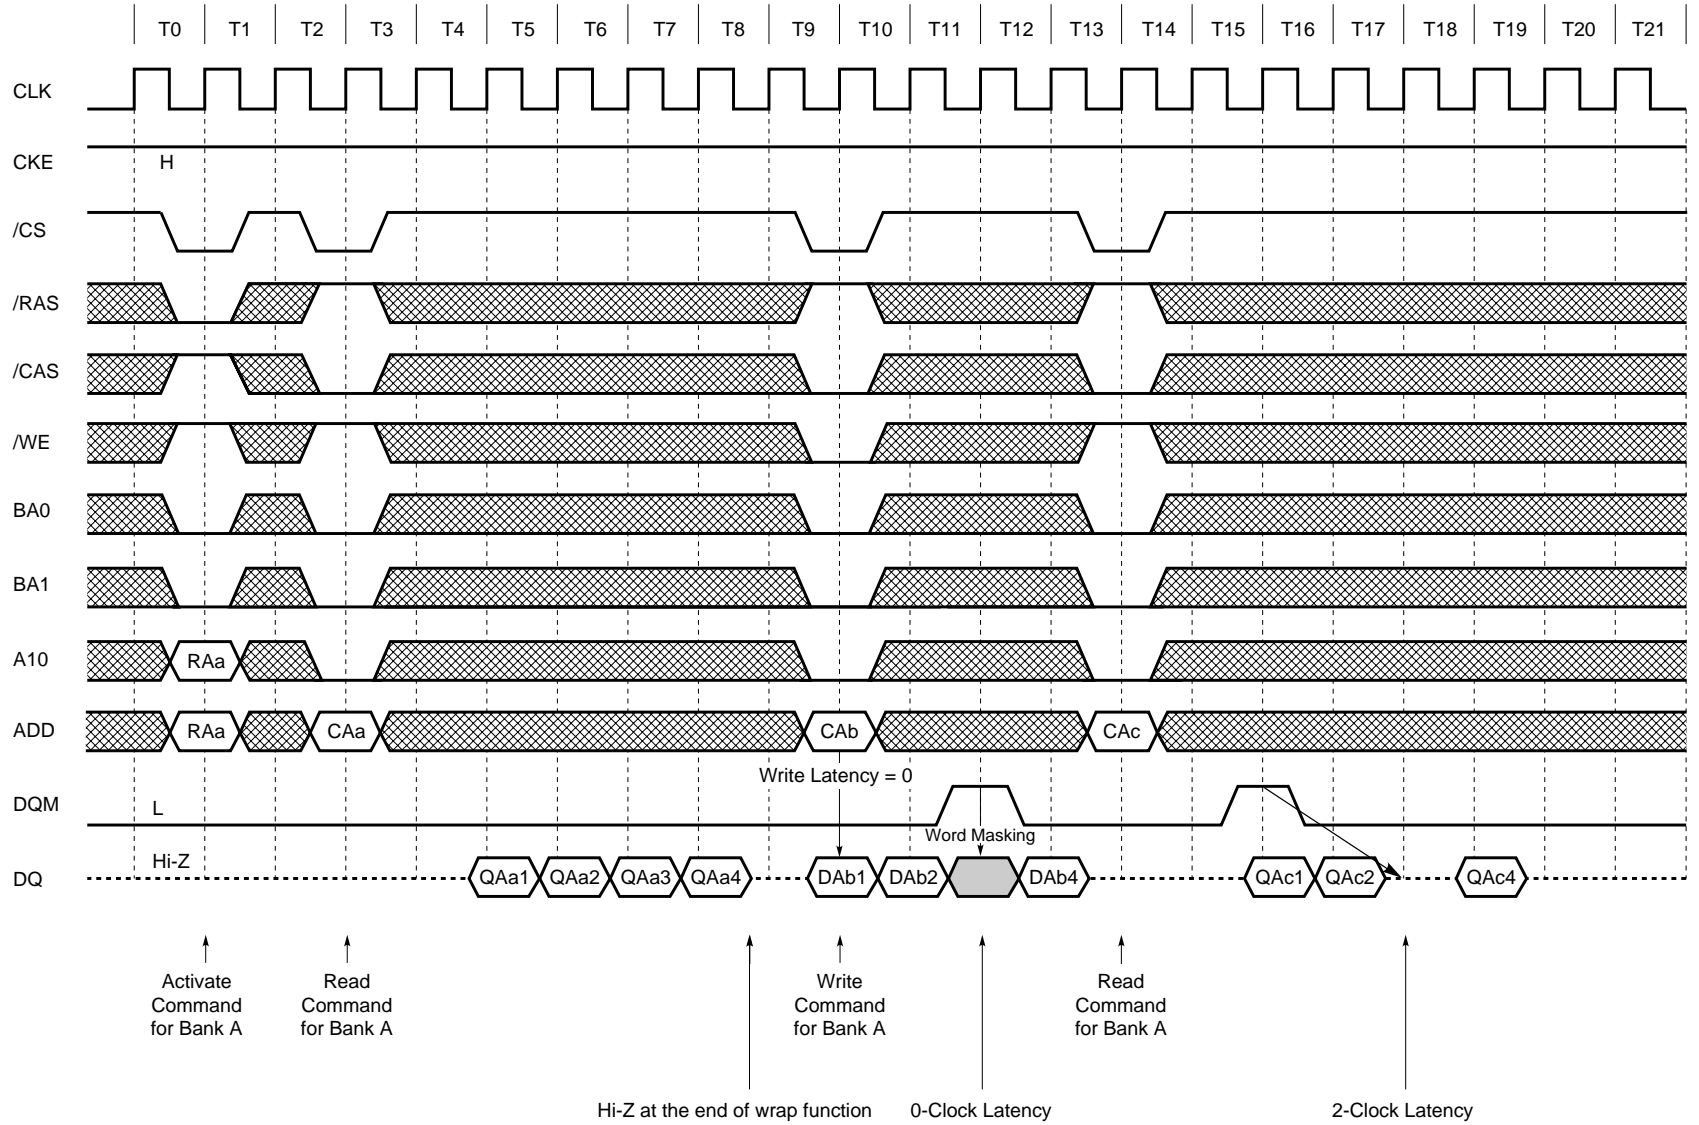 T0 T1 T2 T3 T4 T5 T6 T7 T8 T9 T10 T11 T12 T13 T14 T15 T16 T17 T18 T19 T20 T21
CLK
CKE H
/CS
/RAS
/CAS
/WE
BA0
BA1
A10 RAa
ADD RAa CAa CAb CAc
Write Latency = 0
DQM L
Word Masking
Hi-Z
DQ QAa1 QAa2 QAa3 QAa4 DAb1 DAb2 DAb4 QAc1 QAc2 QAc4
Activate
Command
for Bank A
Read
Command
for Bank A
Write
Command
for Bank A
Read
Command
for Bank A
Hi-Z at the end of wrap function
0-Clock Latency
2-Clock Latency